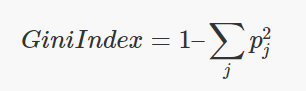 GiniIndex = 1–∑_j p_j^2